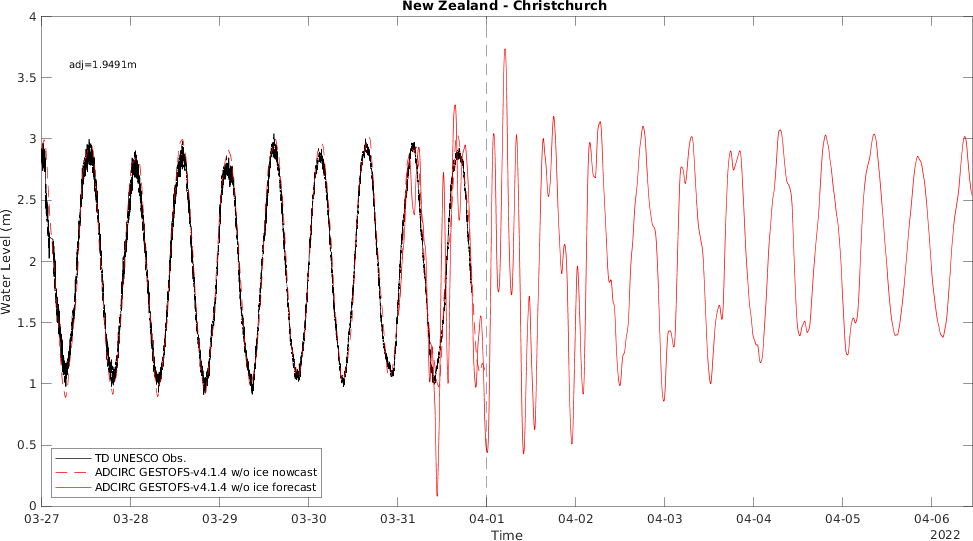 New Zealand - Christchurch
adj=1.9491m
4
3.5
3
2.5
2
1.5
1
0.5
0
Water Level (m)
TD UNESCO Obs.
ADCIRC GESTOFS-v4.1.4 w/o ice nowcast
ADCIRC GESTOFS-v4.1.4 w/o ice forecast
03-27 03-28 03-29 03-30 03-31 04-01 04-02 04-03 04-04 04-05 04-06
Time
2022